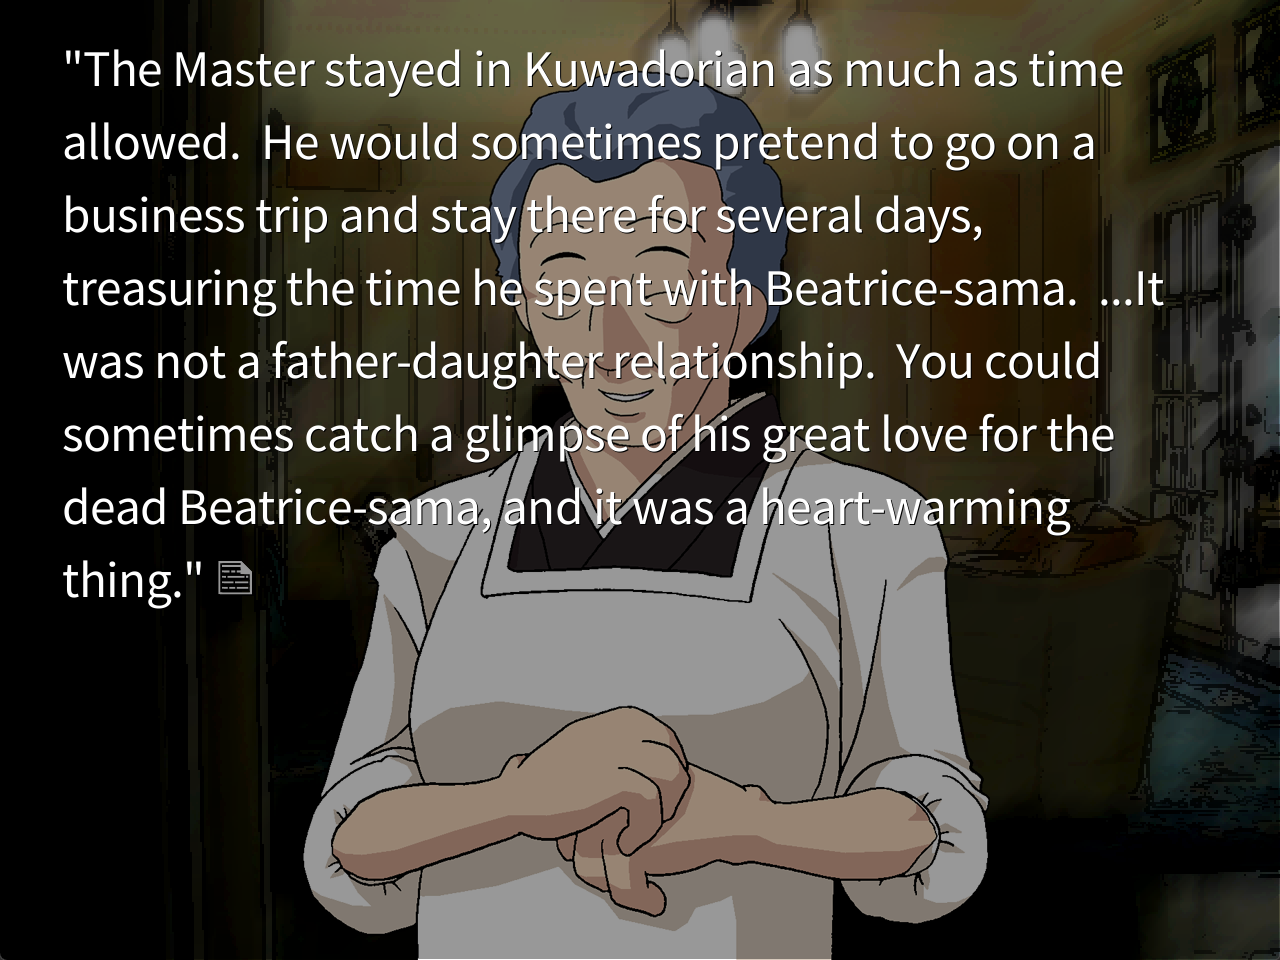 "The Master stayed in Kuwadorian as much as time
allowed.  He would sometimes pretend to go on a
business trip and stay there for several days,
treasuring the time he spent with Beatrice-sama.  ...It
was not a father-daughter relationship.  You could
sometimes catch a glimpse of his great love for the
dead Beatrice-sama, and it was a heart-warming
thing."